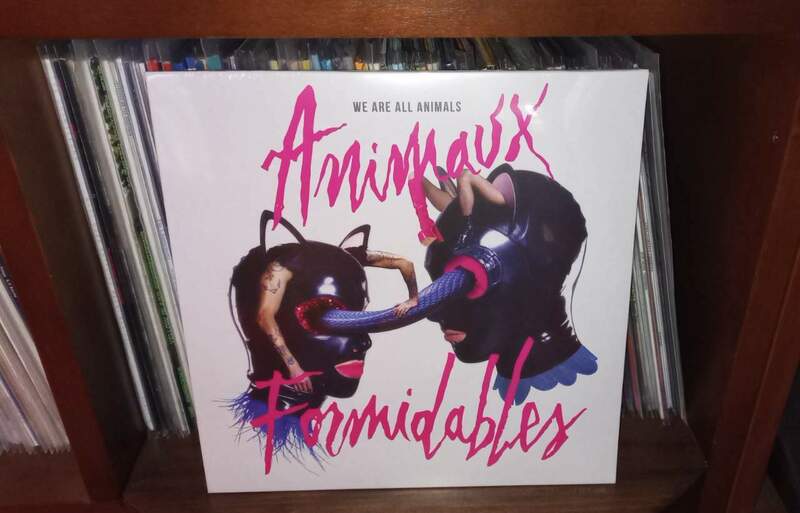 WE ARE ALL ANIMALS
Animaux
Formidables